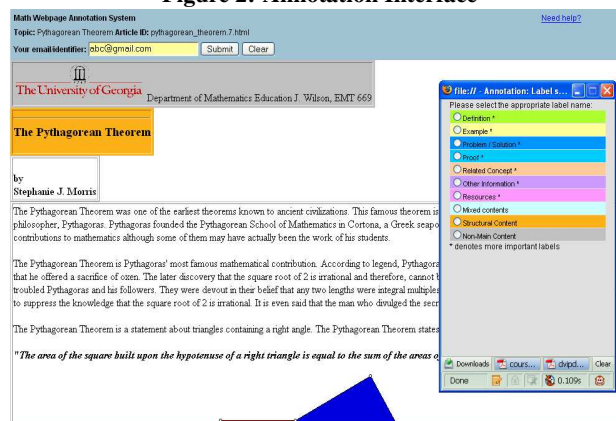 Figure 2: Annotation Interface
Math Webpage Annotation System
Need help?
Topic: Pythagorean Theorem Article ID: pythagorean_theorem.7.html
Your email identifier: abc@gmail.com Submit Clear
The University of Georgia Department of Mathematics Education J. Wilson, EMT 669
The Pythagorean Theorem
by
Stephanie J. Morris
The Pythagorean Theorem was one of the earliest theorems known to ancient civilizations. This famous theorem is
philosopher, Pythagoras. Pythagoras founded the Pythagorean School of Mathematics in Cortona, a Greek seapo
contributions to mathematics although some of them may have actually been the work of his students.
The Pythagorean Theorem is Pythagoras' most famous mathematical contribution. According to legend, Pythagora
that he offered a sacrifice of oxen. The later discovery that the square root of 2 is irrational and therefore, cannot b
troubled Pythagoras and his followers. They were devout in their belief that any two lengths were integral multiples
to suppress the knowledge that the square root of 2 is irrational. It is even said that the man who divulged the secr
The Pythagorean Theorem is a statement about triangles containing a right angle. The Pythagorean Theorem states
"The area of the square built upon the hypotenuse of a right triangle is equal to the sum of the areas o
file:// - Annotation: Label s...
Please select the appropriate label name:
Definition *
Example *
Problem / Solution *
Proof *
Related Concept *
Other Information *
Resources *
Mixed contents
Structural Content
Non-Main Content
* denotes more important labels
Downloads cours... dvipd... Clear
Done 0.109s